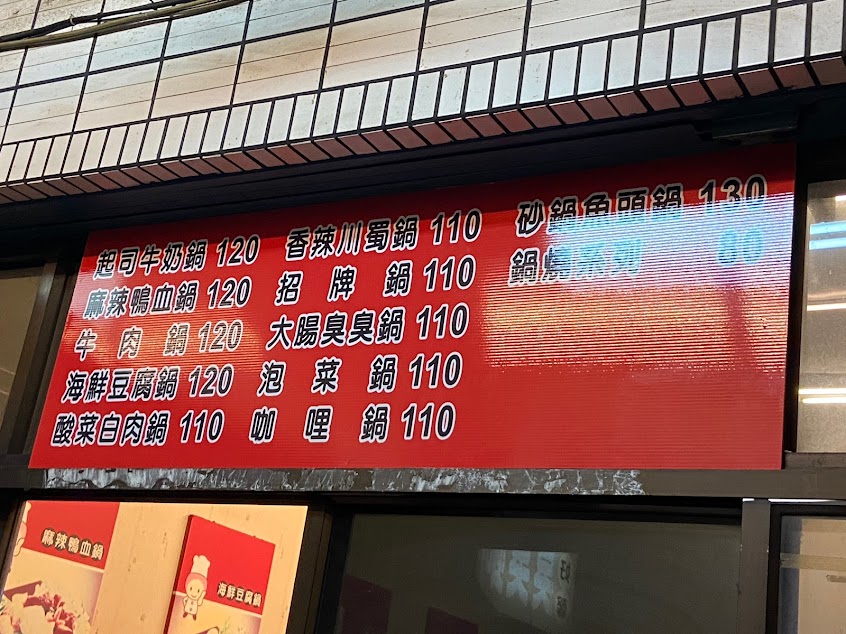 起司牛奶鍋 120
麻辣鴨血鍋 120
牛肉鍋 120
海鮮豆腐鍋 120
酸菜白肉鍋 110
香辣川蜀鍋 110
招牌鍋 110
大腸臭臭鍋 110
泡菜鍋 110
咖哩鍋 110
砂鍋魚頭鍋 130
鍋燒系列 80
麻辣鴨血鍋
海鮮豆腐鍋